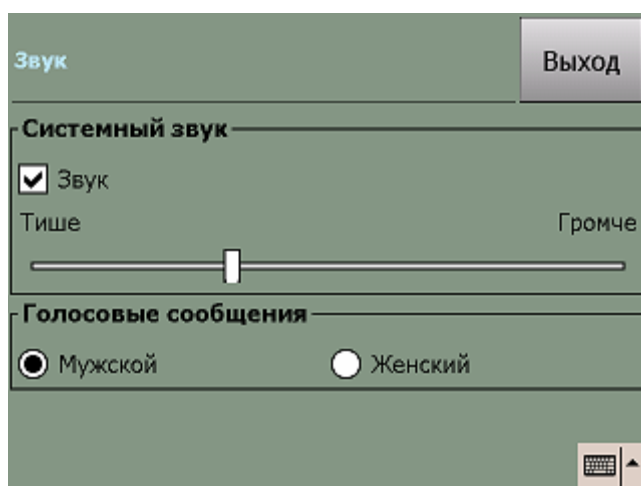 Звук
Выход
Системный звук
Звук
Тише Громче
Голосовые сообщения
Мужской Женский